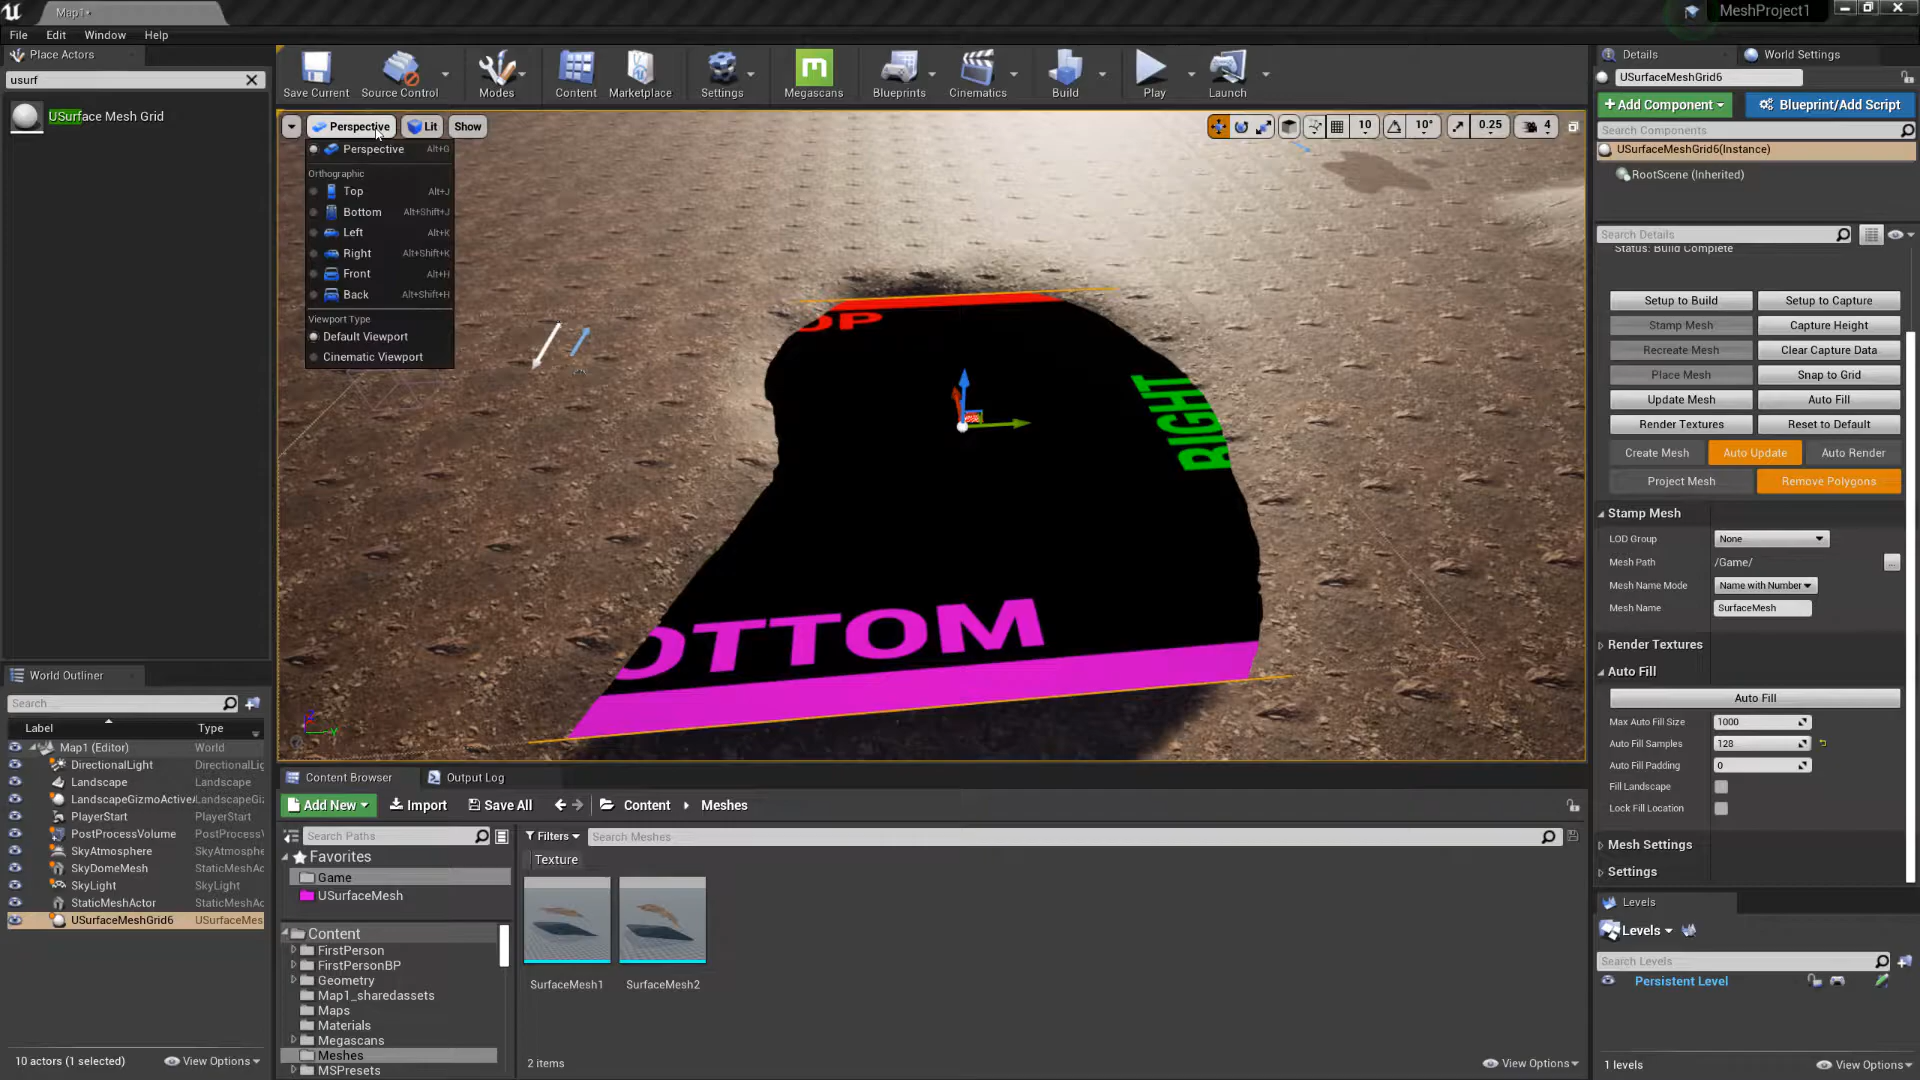 Map1•
MeshProject1
File Edit Window Help
Place Actors
usurf
USurface Mesh Grid
Save Current
Source Control
Modes
Content
Marketplace
Settings
Megascans
Blueprints
Cinematics
Build
Play
Launch
Perspective
Lit
Show
10
10°
0.25
4
Perspective Alt+G
Orthographic
Top Alt+J
Bottom Alt+Shift+J
Left Alt+K
Right Alt+Shift+K
Front Alt+H
Back Alt+Shift+H
Viewport Type
Default Viewport
Cinematic Viewport
OP
RIGHT
OTTOM
World Outliner
Search...
Label Type
Map1 (Editor) World
DirectionalLight DirectionalLig
Landscape Landscape
LandscapeGizmoActive LandscapeGiz
PlayerStart PlayerStart
PostProcessVolume PostProcessV
SkyAtmosphere SkyAtmosphe
SkyDomeMesh StaticMeshAc
SkyLight SkyLight
StaticMeshActor StaticMeshAc
USurfaceMeshGrid6 USurfaceMes
10 actors (1 selected)
View Options
Content Browser
Output Log
Add New
Import
Save All
Content
Meshes
Search Paths
Filters
Search Meshes
Favorites
Game
USurfaceMesh
Texture
Content
FirstPerson
FirstPersonBP
Geometry
Map1_sharedassets
Maps
Materials
Megascans
Meshes
MSPresets
SurfaceMesh1
SurfaceMesh2
2 items
View Options
Details
World Settings
USurfaceMeshGrid6
+Add Component
Blueprint/Add Script
Search Components
USurfaceMeshGrid6(Instance)
RootScene (Inherited)
Search Details
Status: Build Complete
Setup to Build
Setup to Capture
Stamp Mesh
Capture Height
Recreate Mesh
Clear Capture Data
Place Mesh
Snap to Grid
Update Mesh
Auto Fill
Render Textures
Reset to Default
Create Mesh
Auto Update
Auto Render
Project Mesh
Remove Polygons
Stamp Mesh
LOD Group None
Mesh Path /Game/ ...
Mesh Name Mode Name with Number
Mesh Name SurfaceMesh
Render Textures
Auto Fill
Auto Fill
Max Auto Fill Size 1000
Auto Fill Samples 128
Auto Fill Padding 0
Fill Landscape
Lock Fill Location
Mesh Settings
Settings
Levels
Levels
Search Levels
Persistent Level
1 levels
View Options